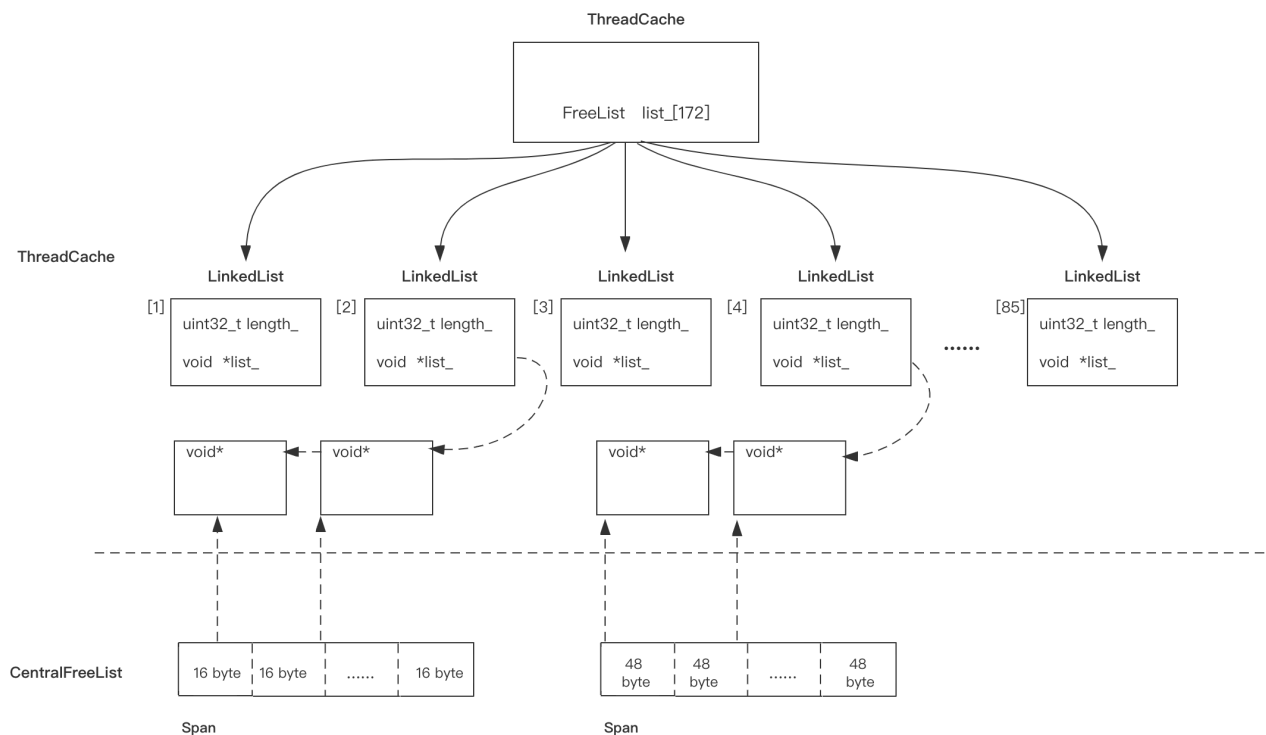 ThreadCache
FreeList list_[172]
ThreadCache
LinkedList LinkedList LinkedList LinkedList LinkedList
[1] [2] [3] [4] [85]
uint32_t length_ uint32_t length_ uint32_t length_ uint32_t length_ uint32_t length_
......
void *list_ void *list_ void *list_ void *list_ void *list_
void* void* void* void*
CentralFreeList
16 byte 16 byte ...... 16 byte
48 48 ...... 48
byte byte byte
Span Span